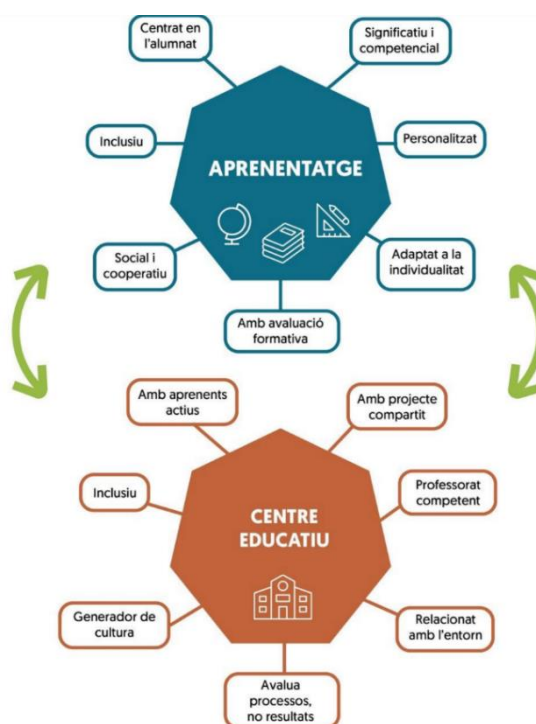 Centrat en
l'alumnat
Significatiu i
competencial
Inclusiu
Personalitzat
APRENENTATGE
Social i
cooperatiu
Adaptat a la
individualitat
Amb avaluació
formativa
Amb aprenents
actius
Amb projecte
compartit
Inclusiu
Professorat
competent
CENTRE
EDUCATIU
Generador de
cultura
Relacionat
amb l'entorn
Avalua
processos,
no resultats